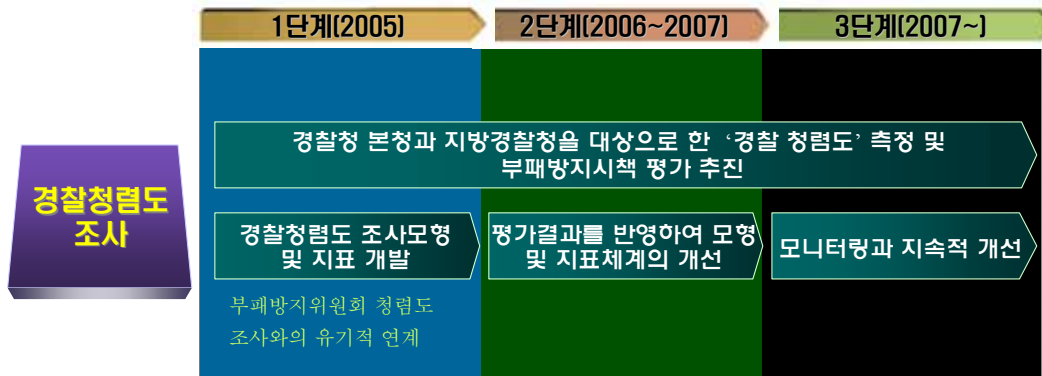 1단계(2005)
2단계(2006~2007)
3단계(2007~)
경찰청 본청과 지방경찰청을 대상으로 한 ‘경찰 청렴도’ 측정 및
부패방지시책 평가 추진
경찰청렴도
조사
경찰청렴도 조사모형
및 지표 개발
평가결과를 반영하여 모형
및 지표체계의 개선
모니터링과 지속적 개선
부패방지위원회 청렴도
조사와의 유기적 연계